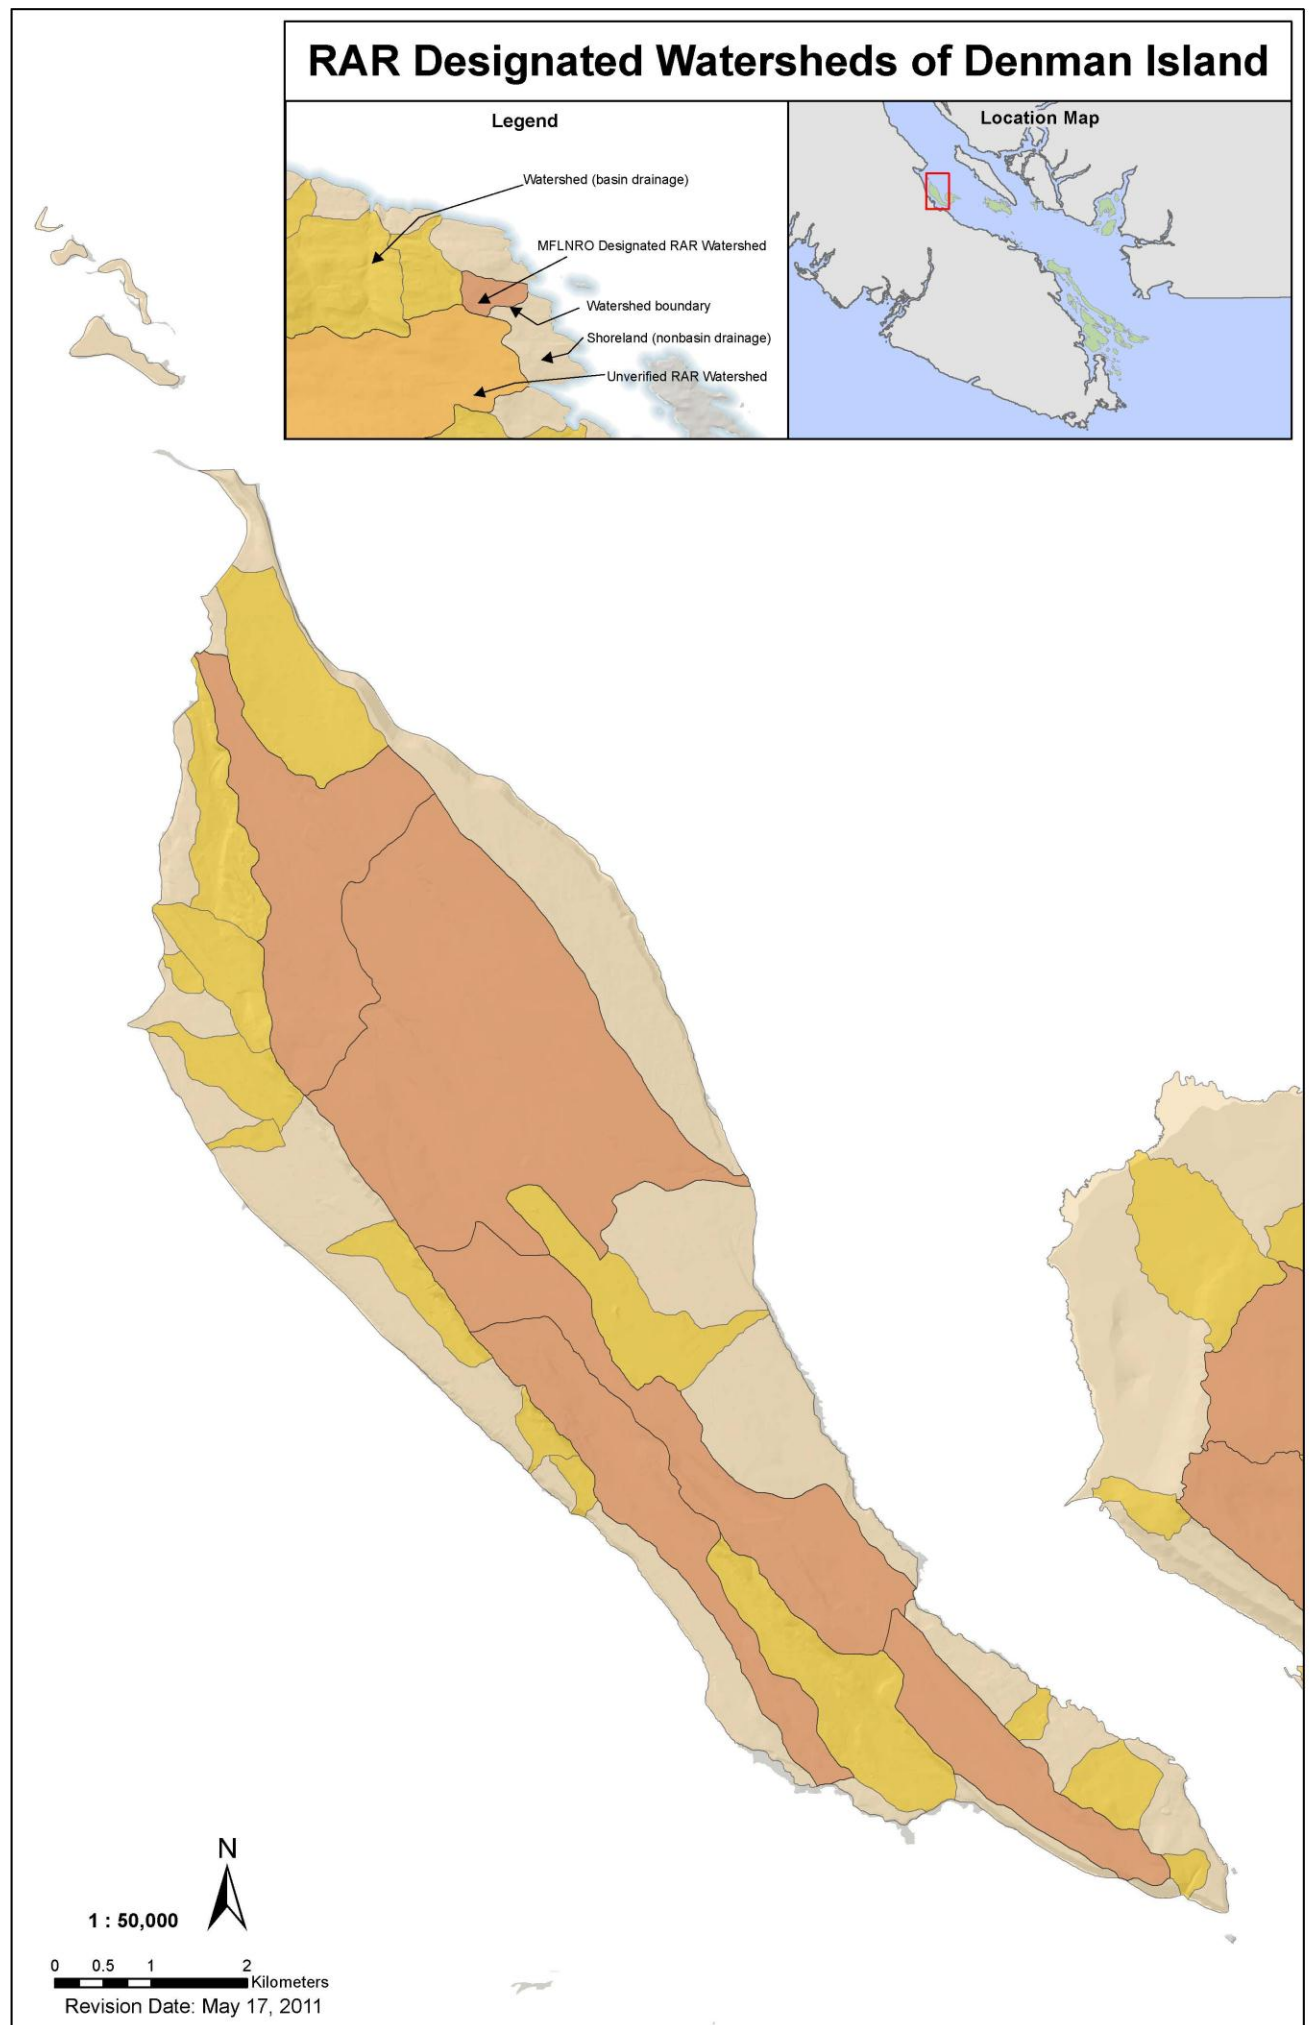 RAR Designated Watersheds of Denman Island
Legend
Watershed (basin drainage)
MFLNRO Designated RAR Watershed
Watershed boundary
Shoreland (nonbasin drainage)
Unverified RAR Watershed
Location Map
N
1 : 50,000
0 0.5 1 2
Kilometers
Revision Date: May 17, 2011